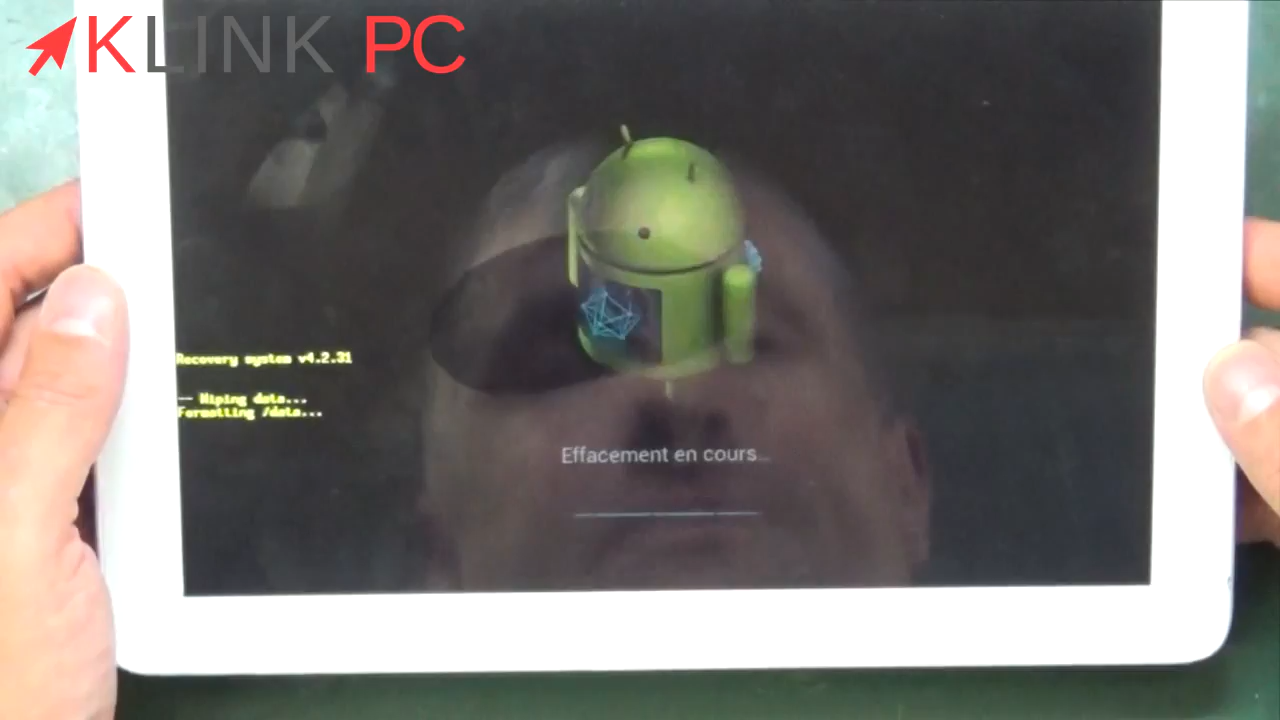 KLINK PC
Recovery system v4.2.31
-- Wiping data...
Formatting /data...
Effacement en cours...